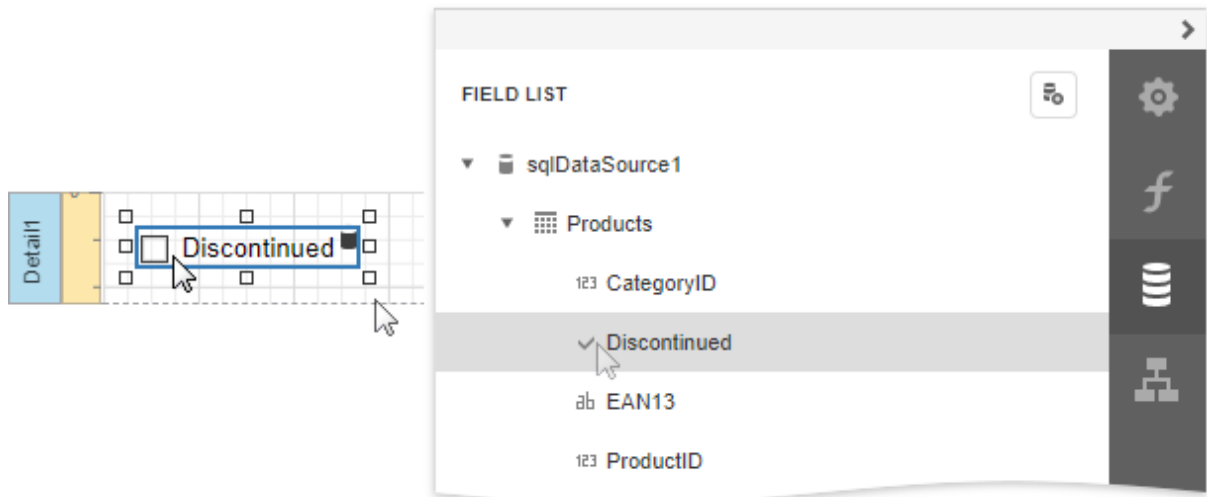 Detail1
Discontinued
FIELD LIST
sqlDataSource1
Products
123 CategoryID
Discontinued
ab EAN13
123 ProductID